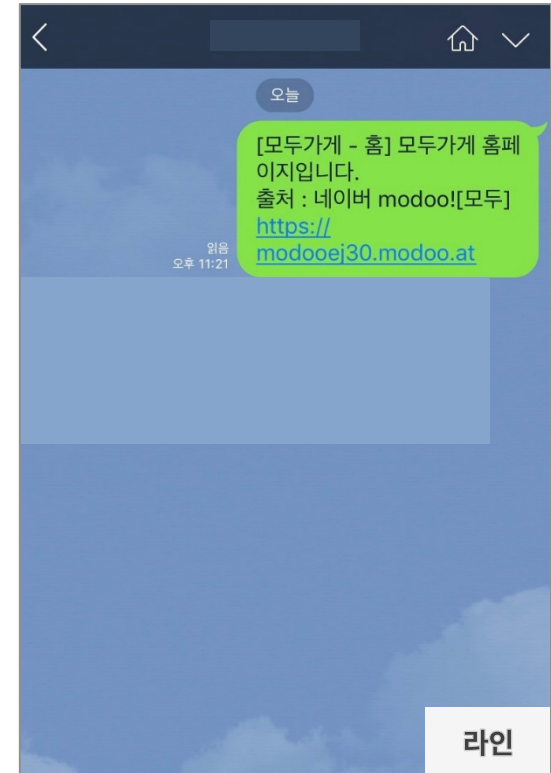 오늘
[모두가게 - 홈] 모두가게 홈페
이지입니다.
출처 : 네이버 modoo![모두]
https://
modooej30.modoo.at
읽음
오후 11:21
라인